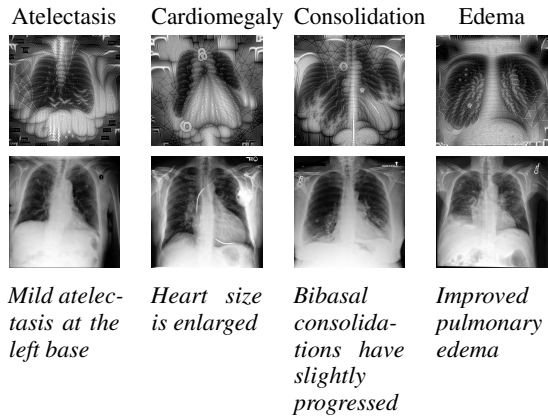 Atelectasis Cardiomegaly Consolidation Edema
Mild atelec-
tasis at the
left base
Heart size
is enlarged
Bibasal
consolida-
tions have
slightly
progressed
Improved
pulmonary
edema